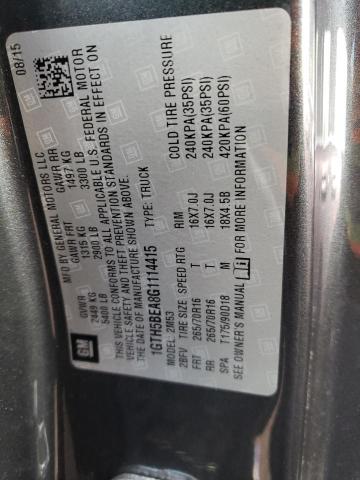 MFD BY GENERAL MOTORS LLC
08/15
GVWR GAWR FRT GAWR RR
2449 KG 1315 KG 1497 KG
5400 LB 2900 LB 3300 LB
THIS VEHICLE CONFORMS TO ALL APPLICABLE U.S. FEDERAL MOTOR
VEHICLE SAFETY AND THEFT PREVENTION STANDARDS IN EFFECT ON
THE DATE OF MANUFACTURE SHOWN ABOVE.
GM
1GTH5BEA8G1114415 TYPE: TRUCK
MODEL: 2M53
2BFV TIRE SIZE SPEED RTG RIM COLD TIRE PRESSURE
FRT 265/70R16 T 16X7.0J 240KPA(35PSI)
RR 265/70R16 T 16X7.0J 240KPA(35PSI)
SPA T175/90D18 M 18X4.5B 420KPA(60PSI)
SEE OWNER'S MANUAL FOR MORE INFORMATION